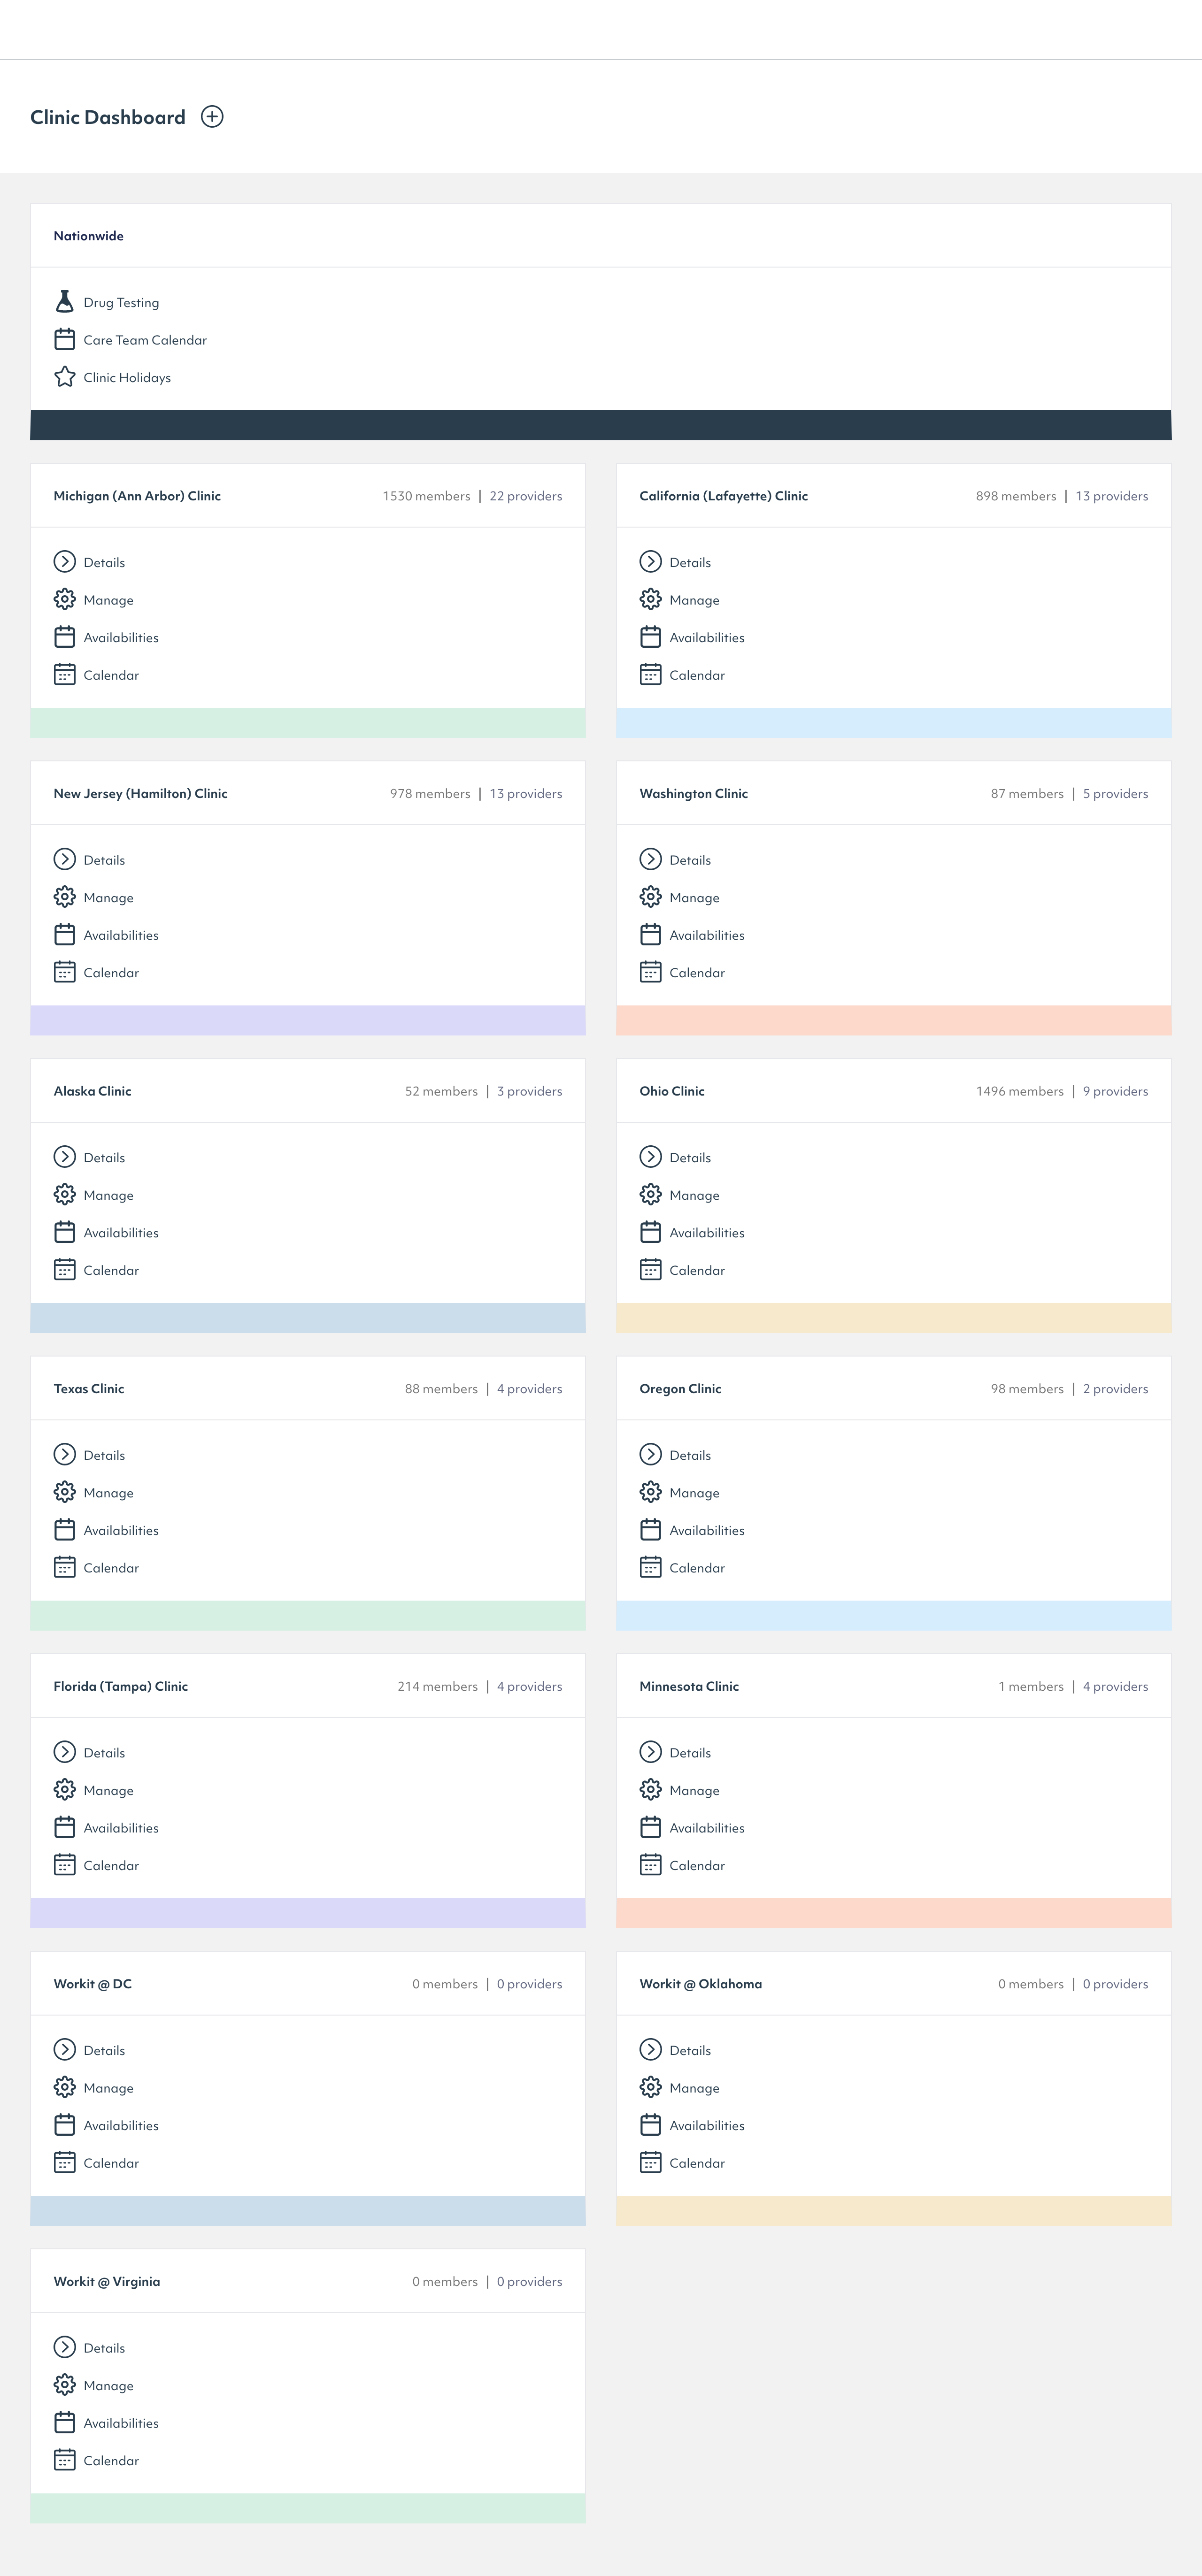 Clinic Dashboard
Nationwide
Drug Testing
Care Team Calendar
Clinic Holidays
Michigan (Ann Arbor) Clinic 1530 members | 22 providers
Details
Manage
Availabilities
Calendar
California (Lafayette) Clinic 898 members | 13 providers
Details
Manage
Availabilities
Calendar
New Jersey (Hamilton) Clinic 978 members | 13 providers
Details
Manage
Availabilities
Calendar
Washington Clinic 87 members | 5 providers
Details
Manage
Availabilities
Calendar
Alaska Clinic 52 members | 3 providers
Details
Manage
Availabilities
Calendar
Ohio Clinic 1496 members | 9 providers
Details
Manage
Availabilities
Calendar
Texas Clinic 88 members | 4 providers
Details
Manage
Availabilities
Calendar
Oregon Clinic 98 members | 2 providers
Details
Manage
Availabilities
Calendar
Florida (Tampa) Clinic 214 members | 4 providers
Details
Manage
Availabilities
Calendar
Minnesota Clinic 1 members | 4 providers
Details
Manage
Availabilities
Calendar
Workit @ DC 0 members | 0 providers
Details
Manage
Availabilities
Calendar
Workit @ Oklahoma 0 members | 0 providers
Details
Manage
Availabilities
Calendar
Workit @ Virginia 0 members | 0 providers
Details
Manage
Availabilities
Calendar